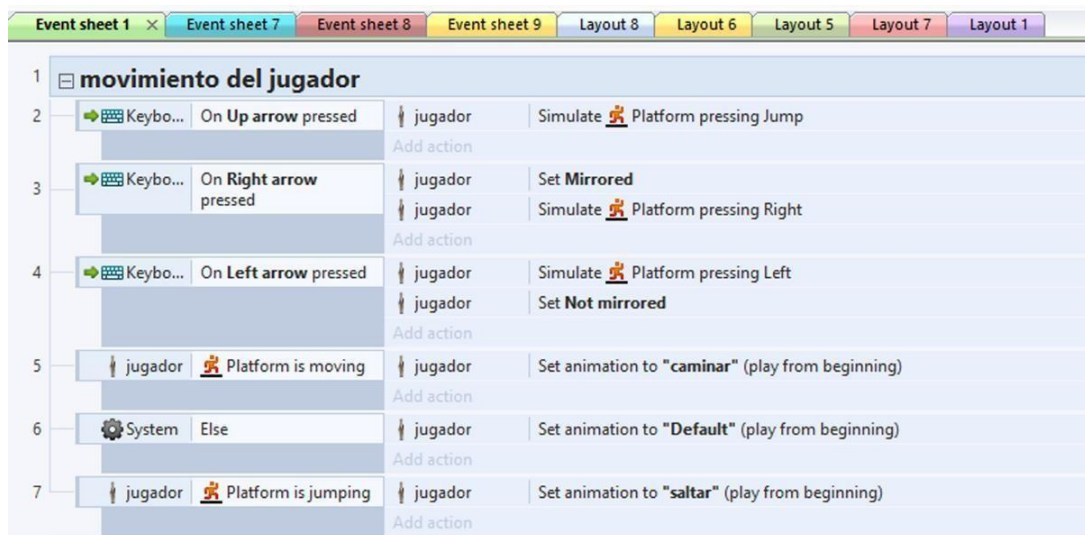 Event sheet 1 × Event sheet 7 Event sheet 8 Event sheet 9 Layout 8 Layout 6 Layout 5 Layout 7 Layout 1
1 movimiento del jugador
2 Keybo... On Up arrow pressed jugador Simulate Platform pressing Jump
Add action
3 Keybo... On Right arrow pressed jugador Set Mirrored
jugador Simulate Platform pressing Right
Add action
4 Keybo... On Left arrow pressed jugador Simulate Platform pressing Left
jugador Set Not mirrored
Add action
5 jugador Platform is moving jugador Set animation to "caminar" (play from beginning)
Add action
6 System Else jugador Set animation to "Default" (play from beginning)
Add action
7 jugador Platform is jumping jugador Set animation to "saltar" (play from beginning)
Add action